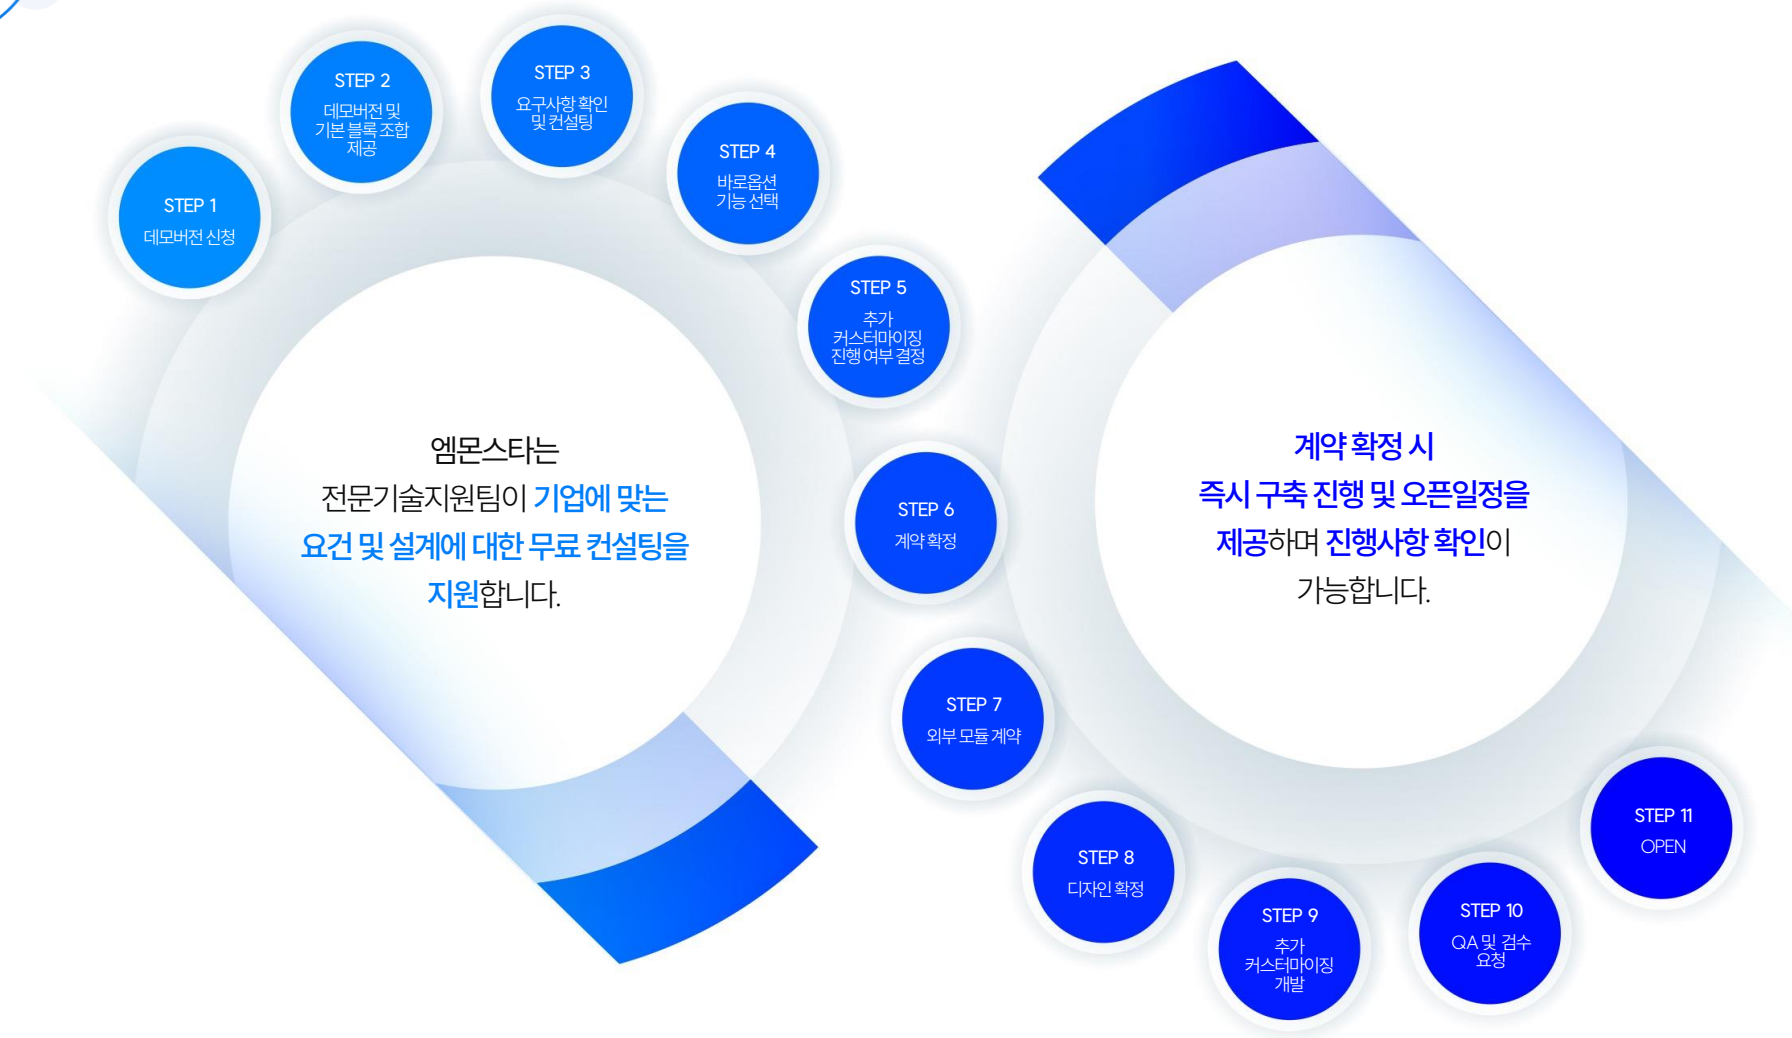 STEP 1
데모버전 신청
STEP 2
데모버전 및
기본 블록 조합
제공
STEP 3
요구사항 확인
및 컨설팅
STEP 4
바로옵션
기능 선택
STEP 5
추가
커스터마이징
진행 여부 결정
STEP 6
계약 확정
STEP 7
외부 모듈 계약
STEP 8
디자인 확정
STEP 9
추가
커스터마이징
개발
STEP 10
QA 및 검수
요청
STEP 11
OPEN
엠몬스타는
전문기술지원팀이 기업에 맞는
요건 및 설계에 대한 무료 컨설팅을
지원합니다.
계약 확정 시
즉시 구축 진행 및 오픈일정을
제공하며 진행사항 확인이
가능합니다.